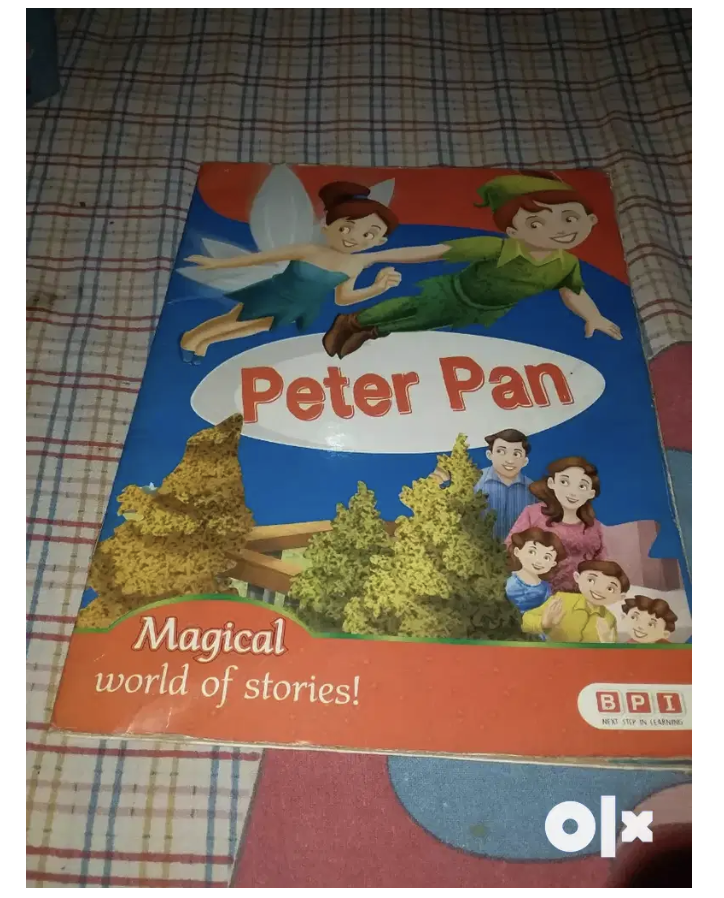 Peter Pan
Magical
world of stories!
BPI
NEXT STEP IN LEARNING
olx